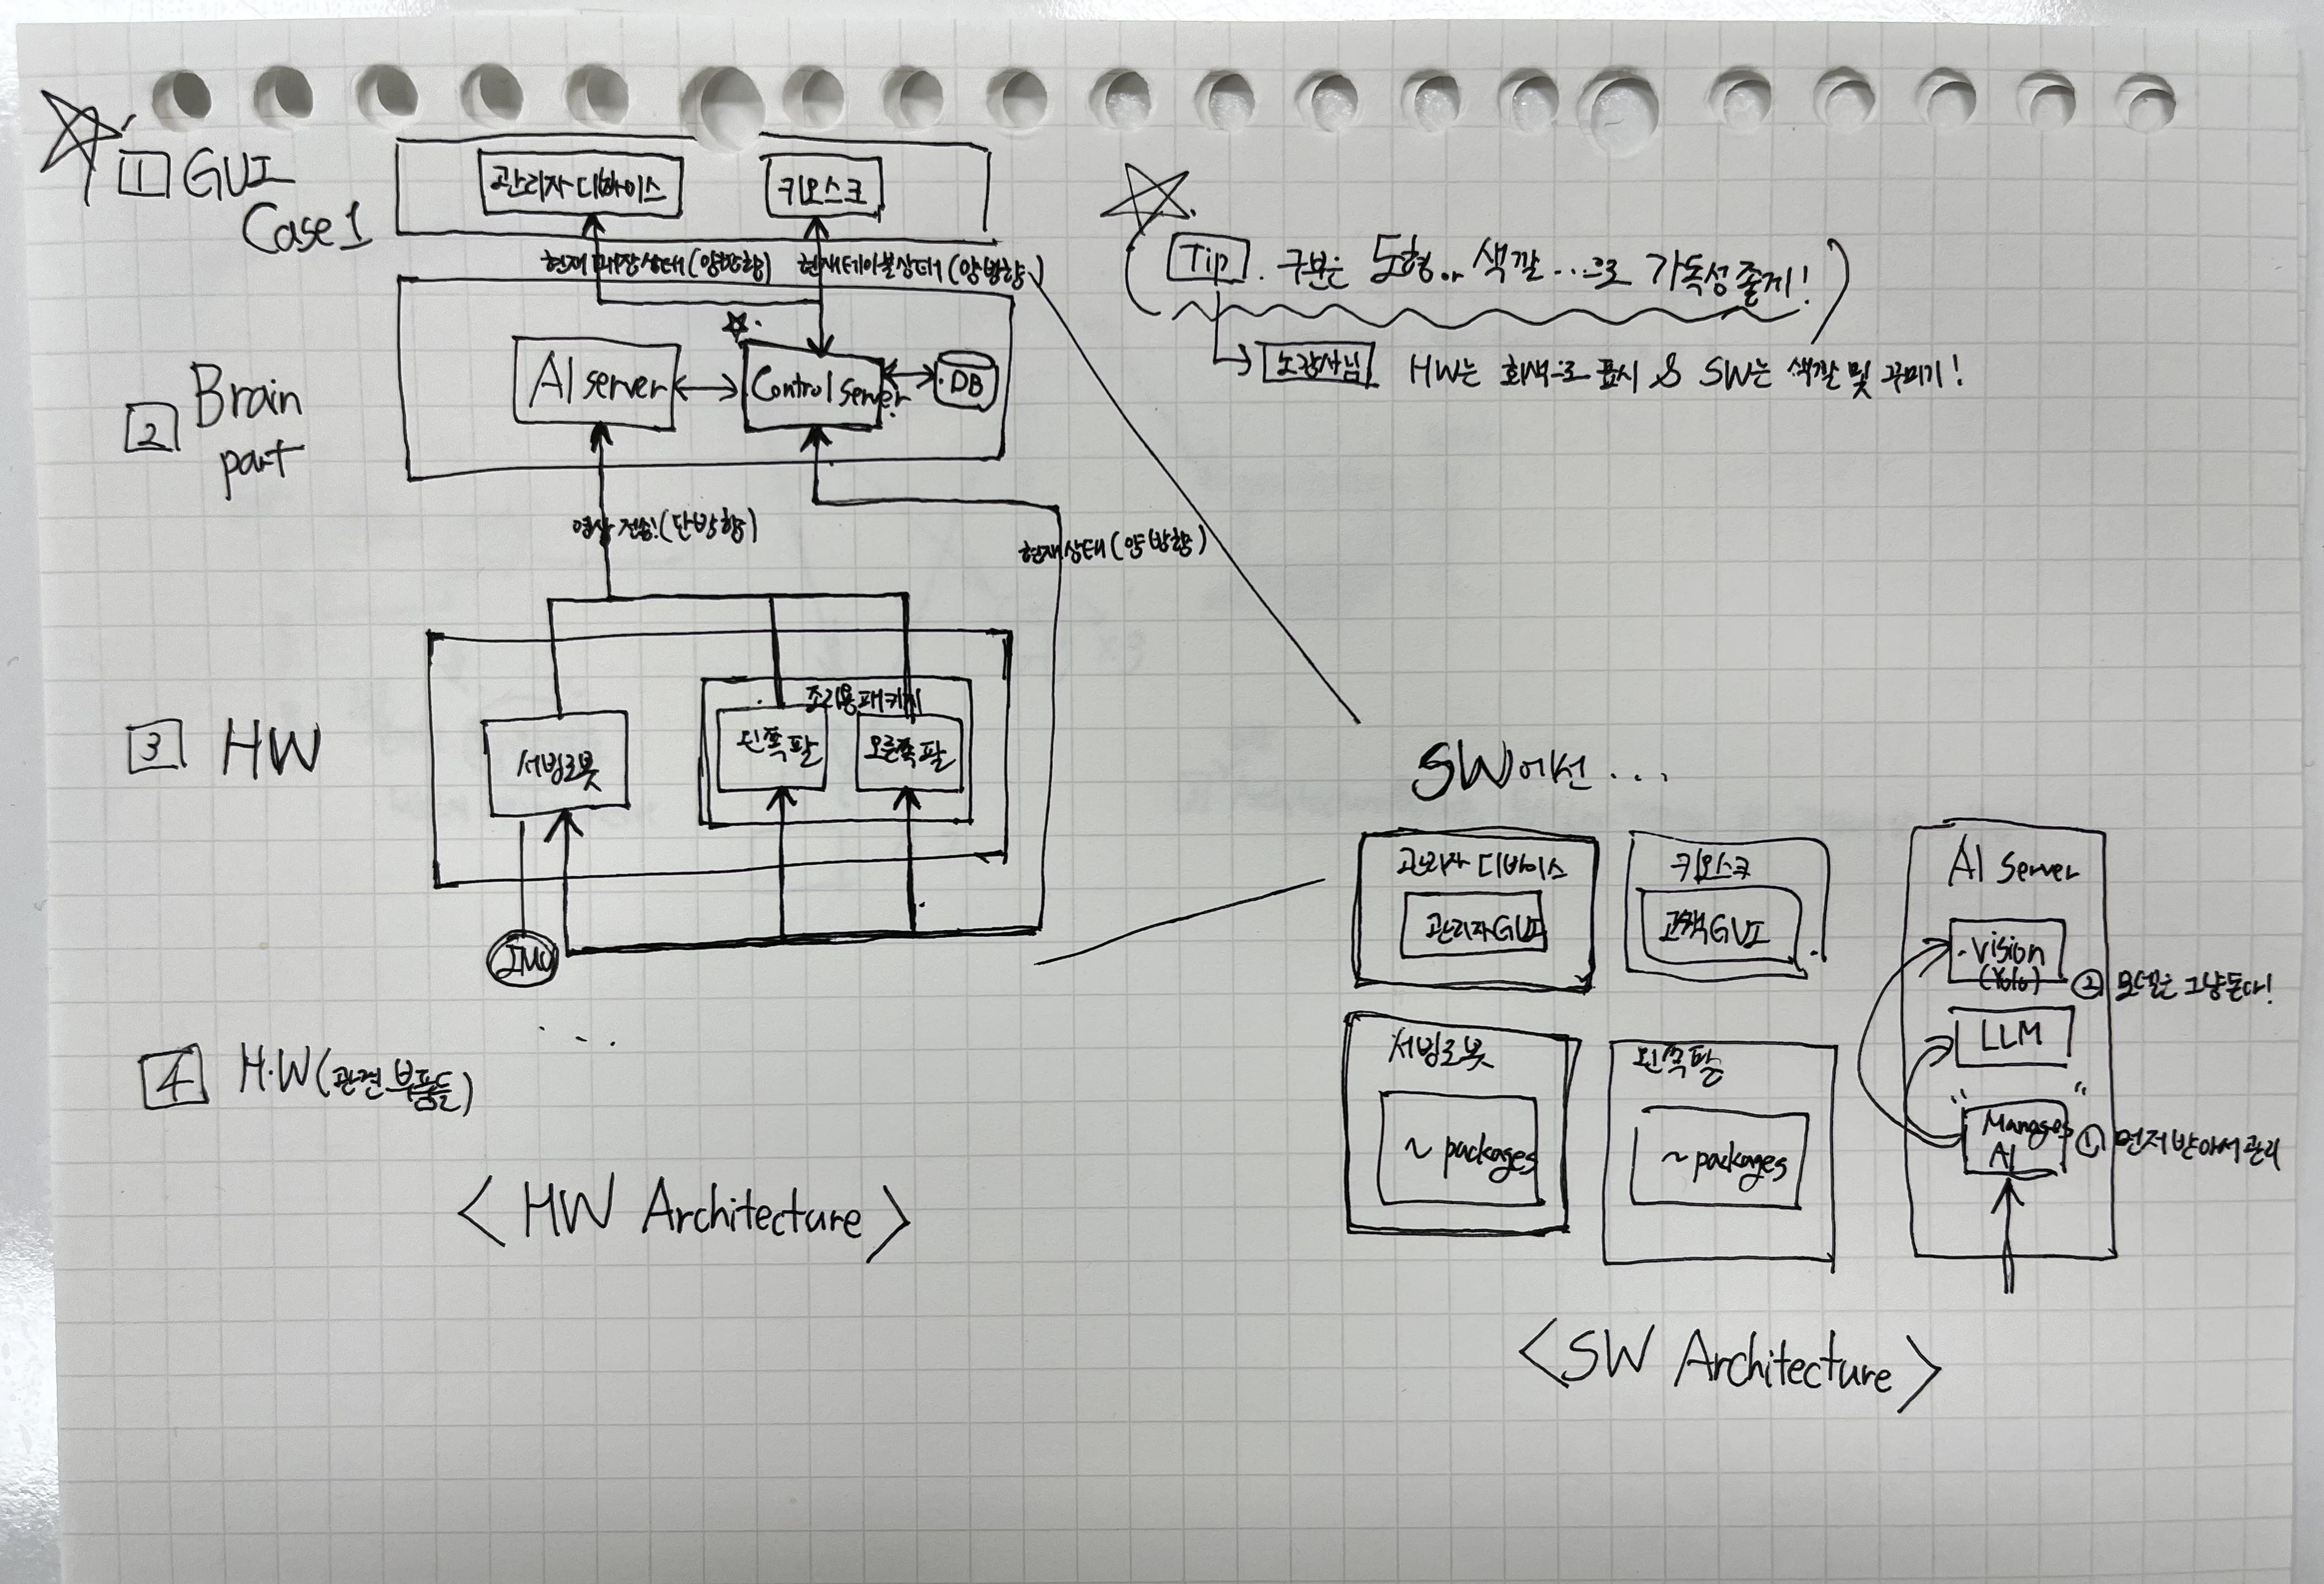 1 GUI
Case 1
관리자 디바이스
키오스크
현재 매장상태 (양방향)
현재테이블상태 (양방향)
Tip. 구분은 도형or 색깔...으로 가독성 좋게!
HW는 회색으로 표시 & SW는 색깔 및 꾸미기!
2 Brain
part
AI server
Control server
DB
영상 전송! (단방향)
현재상태 (양방향)
3 HW
조리용패키지
서빙로봇
왼쪽팔
오른쪽팔
IMU
4 H.W (관련 부품들)
< HW Architecture >
SW에선 ...
관리자 디바이스
관리자GUI
키오스크
고객GUI
서빙로봇
~ packages
왼쪽팔
~ packages
AI server
vision
(Yolo)
② 모델은 그냥 돈다!
LLM
"Manager
AI"
① 먼저 받아서 관리
< SW Architecture >